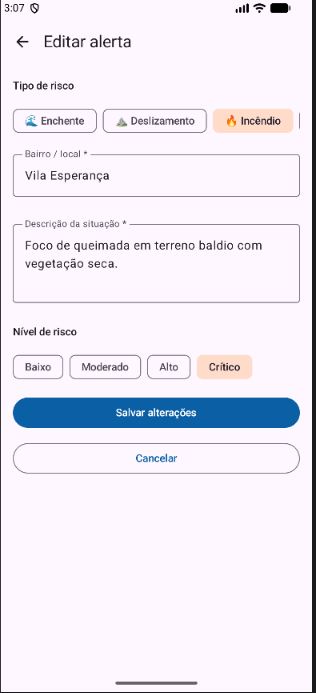 3:07
Editar alerta
Tipo de risco
🌊 Enchente ⛰️ Deslizamento 🔥 Incêndio
Bairro / local *
Vila Esperança
Descrição da situação *
Foco de queimada em terreno baldio com
vegetação seca.
Nível de risco
Baixo Moderado Alto Crítico
Salvar alterações
Cancelar